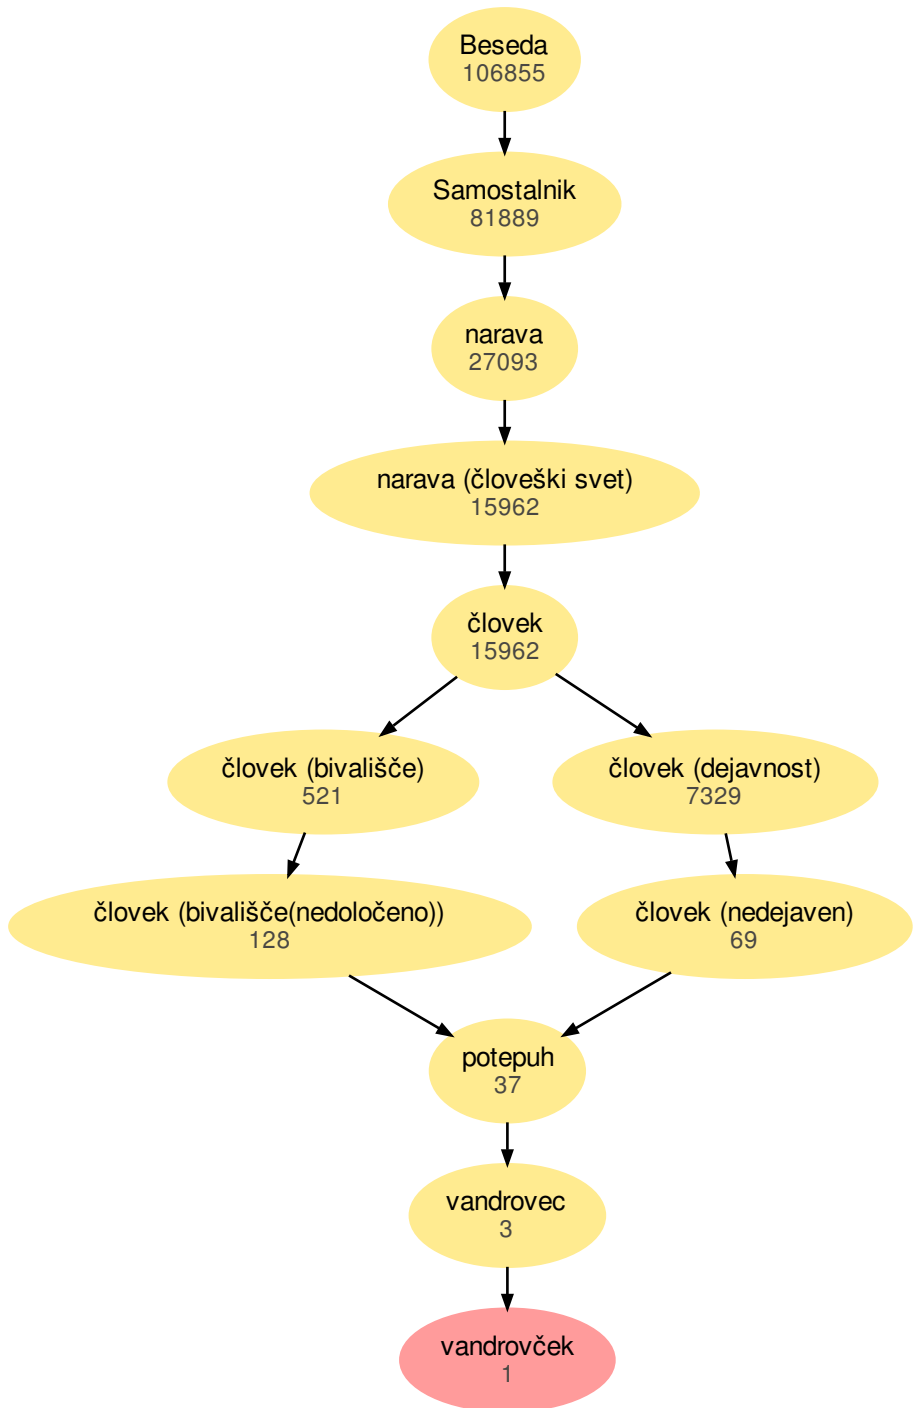 Beseda
106855
Samostalnik
81889
narava
27093
narava (človeški svet)
15962
človek
15962
človek (bivališče)
521
človek (dejavnost)
7329
človek (bivališče(nedoločeno))
128
človek (nedejaven)
69
potepuh
37
vandrovec
3
vandrovček
1